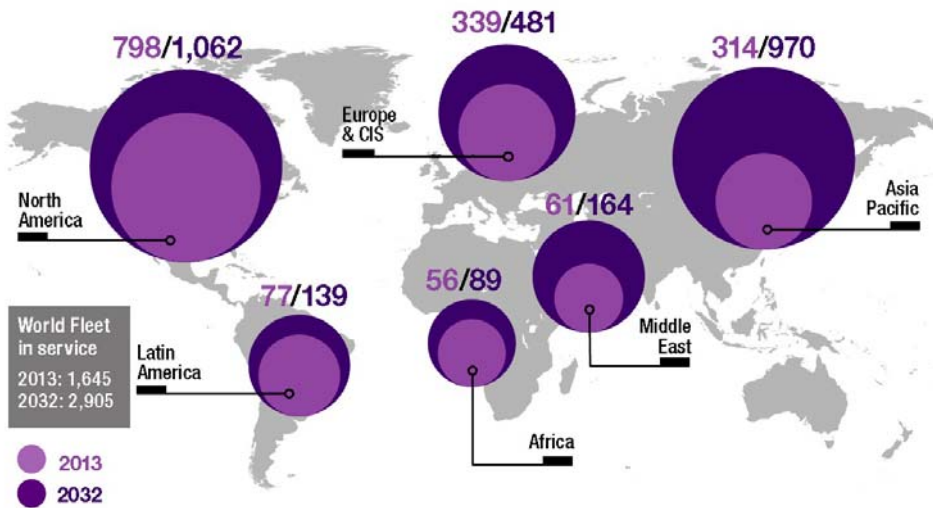 798/1,062
339/481
314/970
Europe
& CIS
North
America
Asia
Pacific
61/164
77/139
56/89
World Fleet
in service
2013: 1,645
2032: 2,905
Latin
America
Middle
East
Africa
2013
2032